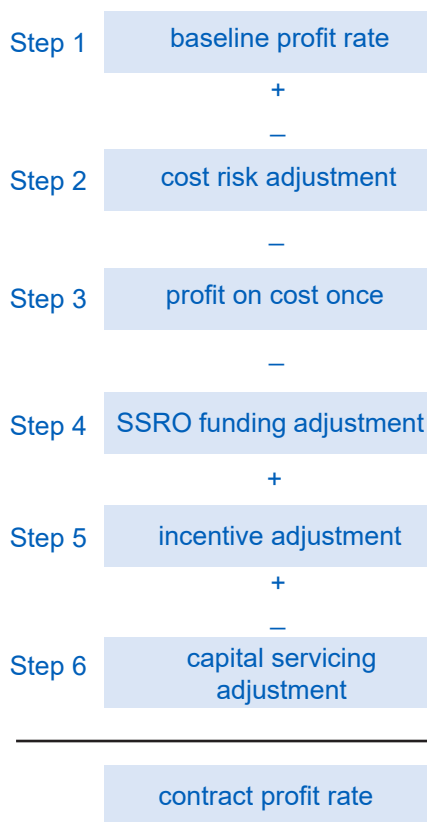 Step 1 baseline profit rate
+
–
Step 2 cost risk adjustment
–
Step 3 profit on cost once
–
Step 4 SSRO funding adjustment
+
Step 5 incentive adjustment
+
–
Step 6 capital servicing
adjustment
contract profit rate